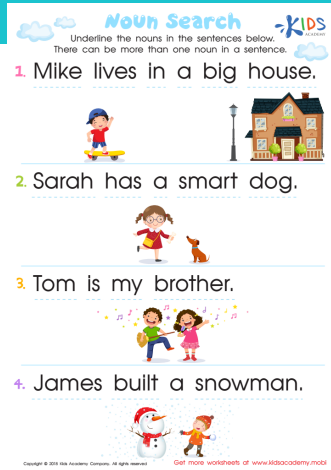 Noun Search
KIDS
ACADEMY
Underline the nouns in the sentences below.
There can be more than one noun in a sentence.
1. Mike lives in a big house.
2. Sarah has a smart dog.
3. Tom is my brother.
4. James built a snowman.
Copyright © 2015 Kids Academy Company. All rights reserved
Get more worksheets at www.kidsacademy.mobi